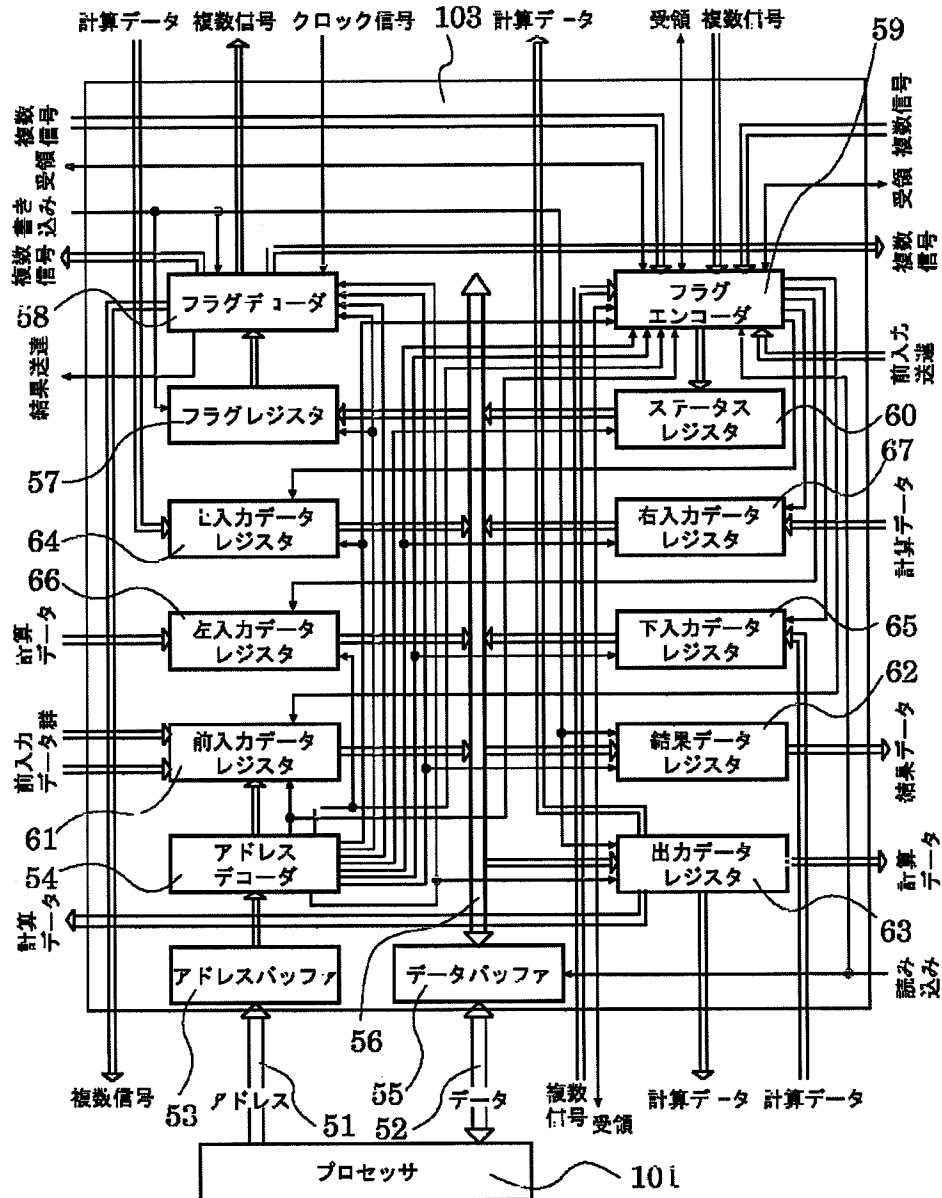 計算データ 複数信号 クロック信号 計算データ 受領 複数信号
103
59
複数
信号
受領
書き
込み
複数
信号
複数信号
受領
複数
信号
フラグデコーダ
58
フラグ
エンコーダ
結果送達
前入力
送達
フラグレジスタ
57
ステータス
レジスタ
60
67
上入力データ
レジスタ
64
右入力データ
レジスタ
計算データ
66
計算
データ
左入力データ
レジスタ
下入力データ
レジスタ
65
62
前入力
データ群
前入力データ
レジスタ
61
結果データ
レジスタ
結果データ
アドレス
デコーダ
54
出力データ
レジスタ
63
計算
データ
計算
データ
アドレスバッファ
データバッファ
読み
込み
56
複数信号
53
アドレス
51
55
52
データ
複数
信号
受領
計算データ 計算データ
プロセッサ
101